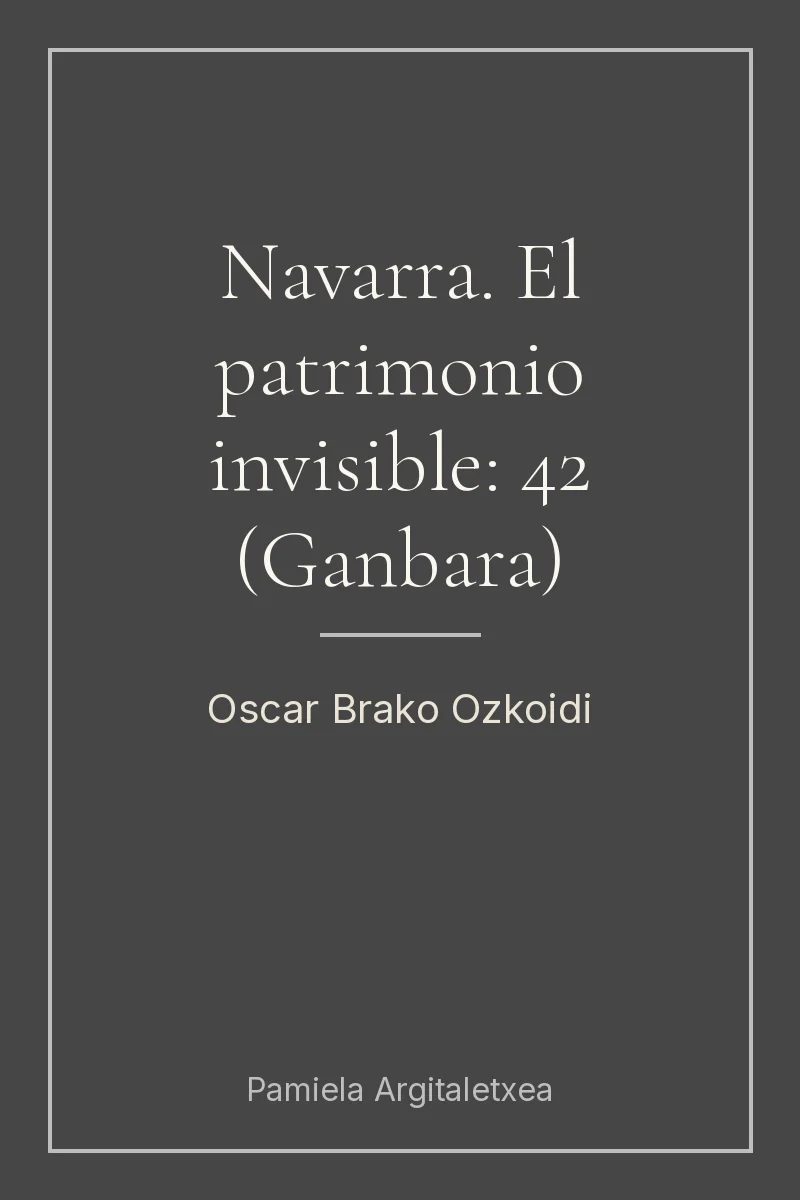 Navarra. El
patrimonio
invisible: 42
(Ganbara)
Oscar Brako Ozkoidi
Pamiela Argitaletxea